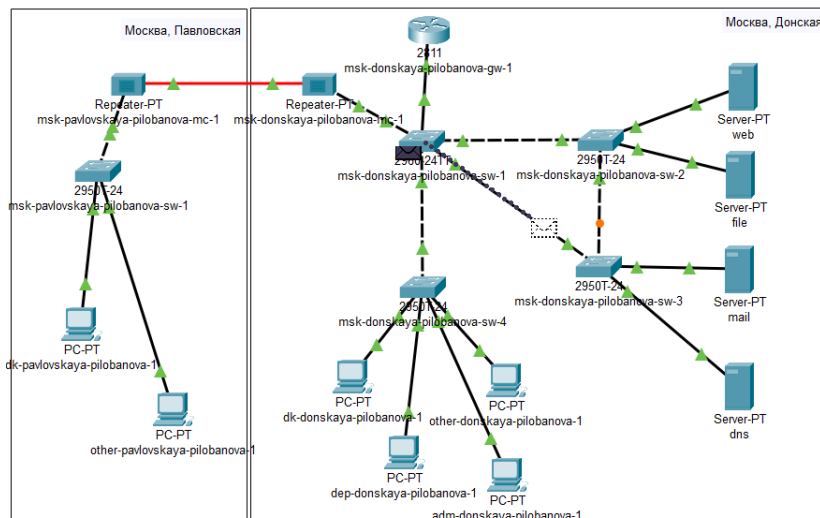 Москва, Павловская
Москва, Донская
2811
msk-donskaya-pilobanova-gw-1
Repeater-PT
msk-pavlovskaya-pilobanova-mc-1
Repeater-PT
msk-donskaya-pilobanova-mc-1
msk-donskaya-pilobanova-sw-1
2950T-24
msk-donskaya-pilobanova-sw-2
Server-PT
web
2950T-24
msk-pavlovskaya-pilobanova-sw-1
Server-PT
file
2950T-24
msk-donskaya-pilobanova-sw-3
Server-PT
mail
2950T-24
msk-donskaya-pilobanova-sw-4
PC-PT
dk-pavlovskaya-pilobanova-1
PC-PT
dk-donskaya-pilobanova-1
PC-PT
other-donskaya-pilobanova-1
Server-PT
dns
PC-PT
other-pavlovskaya-pilobanova-1
PC-PT
dep-donskaya-pilobanova-1
PC-PT
adm-donskaya-pilobanova-1